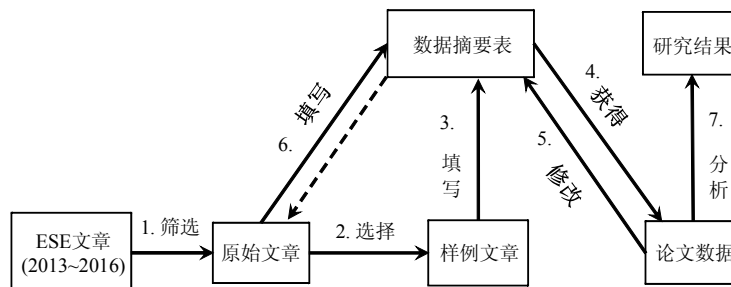 数据摘要表
研究结果
6. 填写
3. 填写
4. 获得
5. 修改
7. 分析
ESE文章
(2013~2016)
1. 筛选
原始文章
2. 选择
样例文章
论文数据